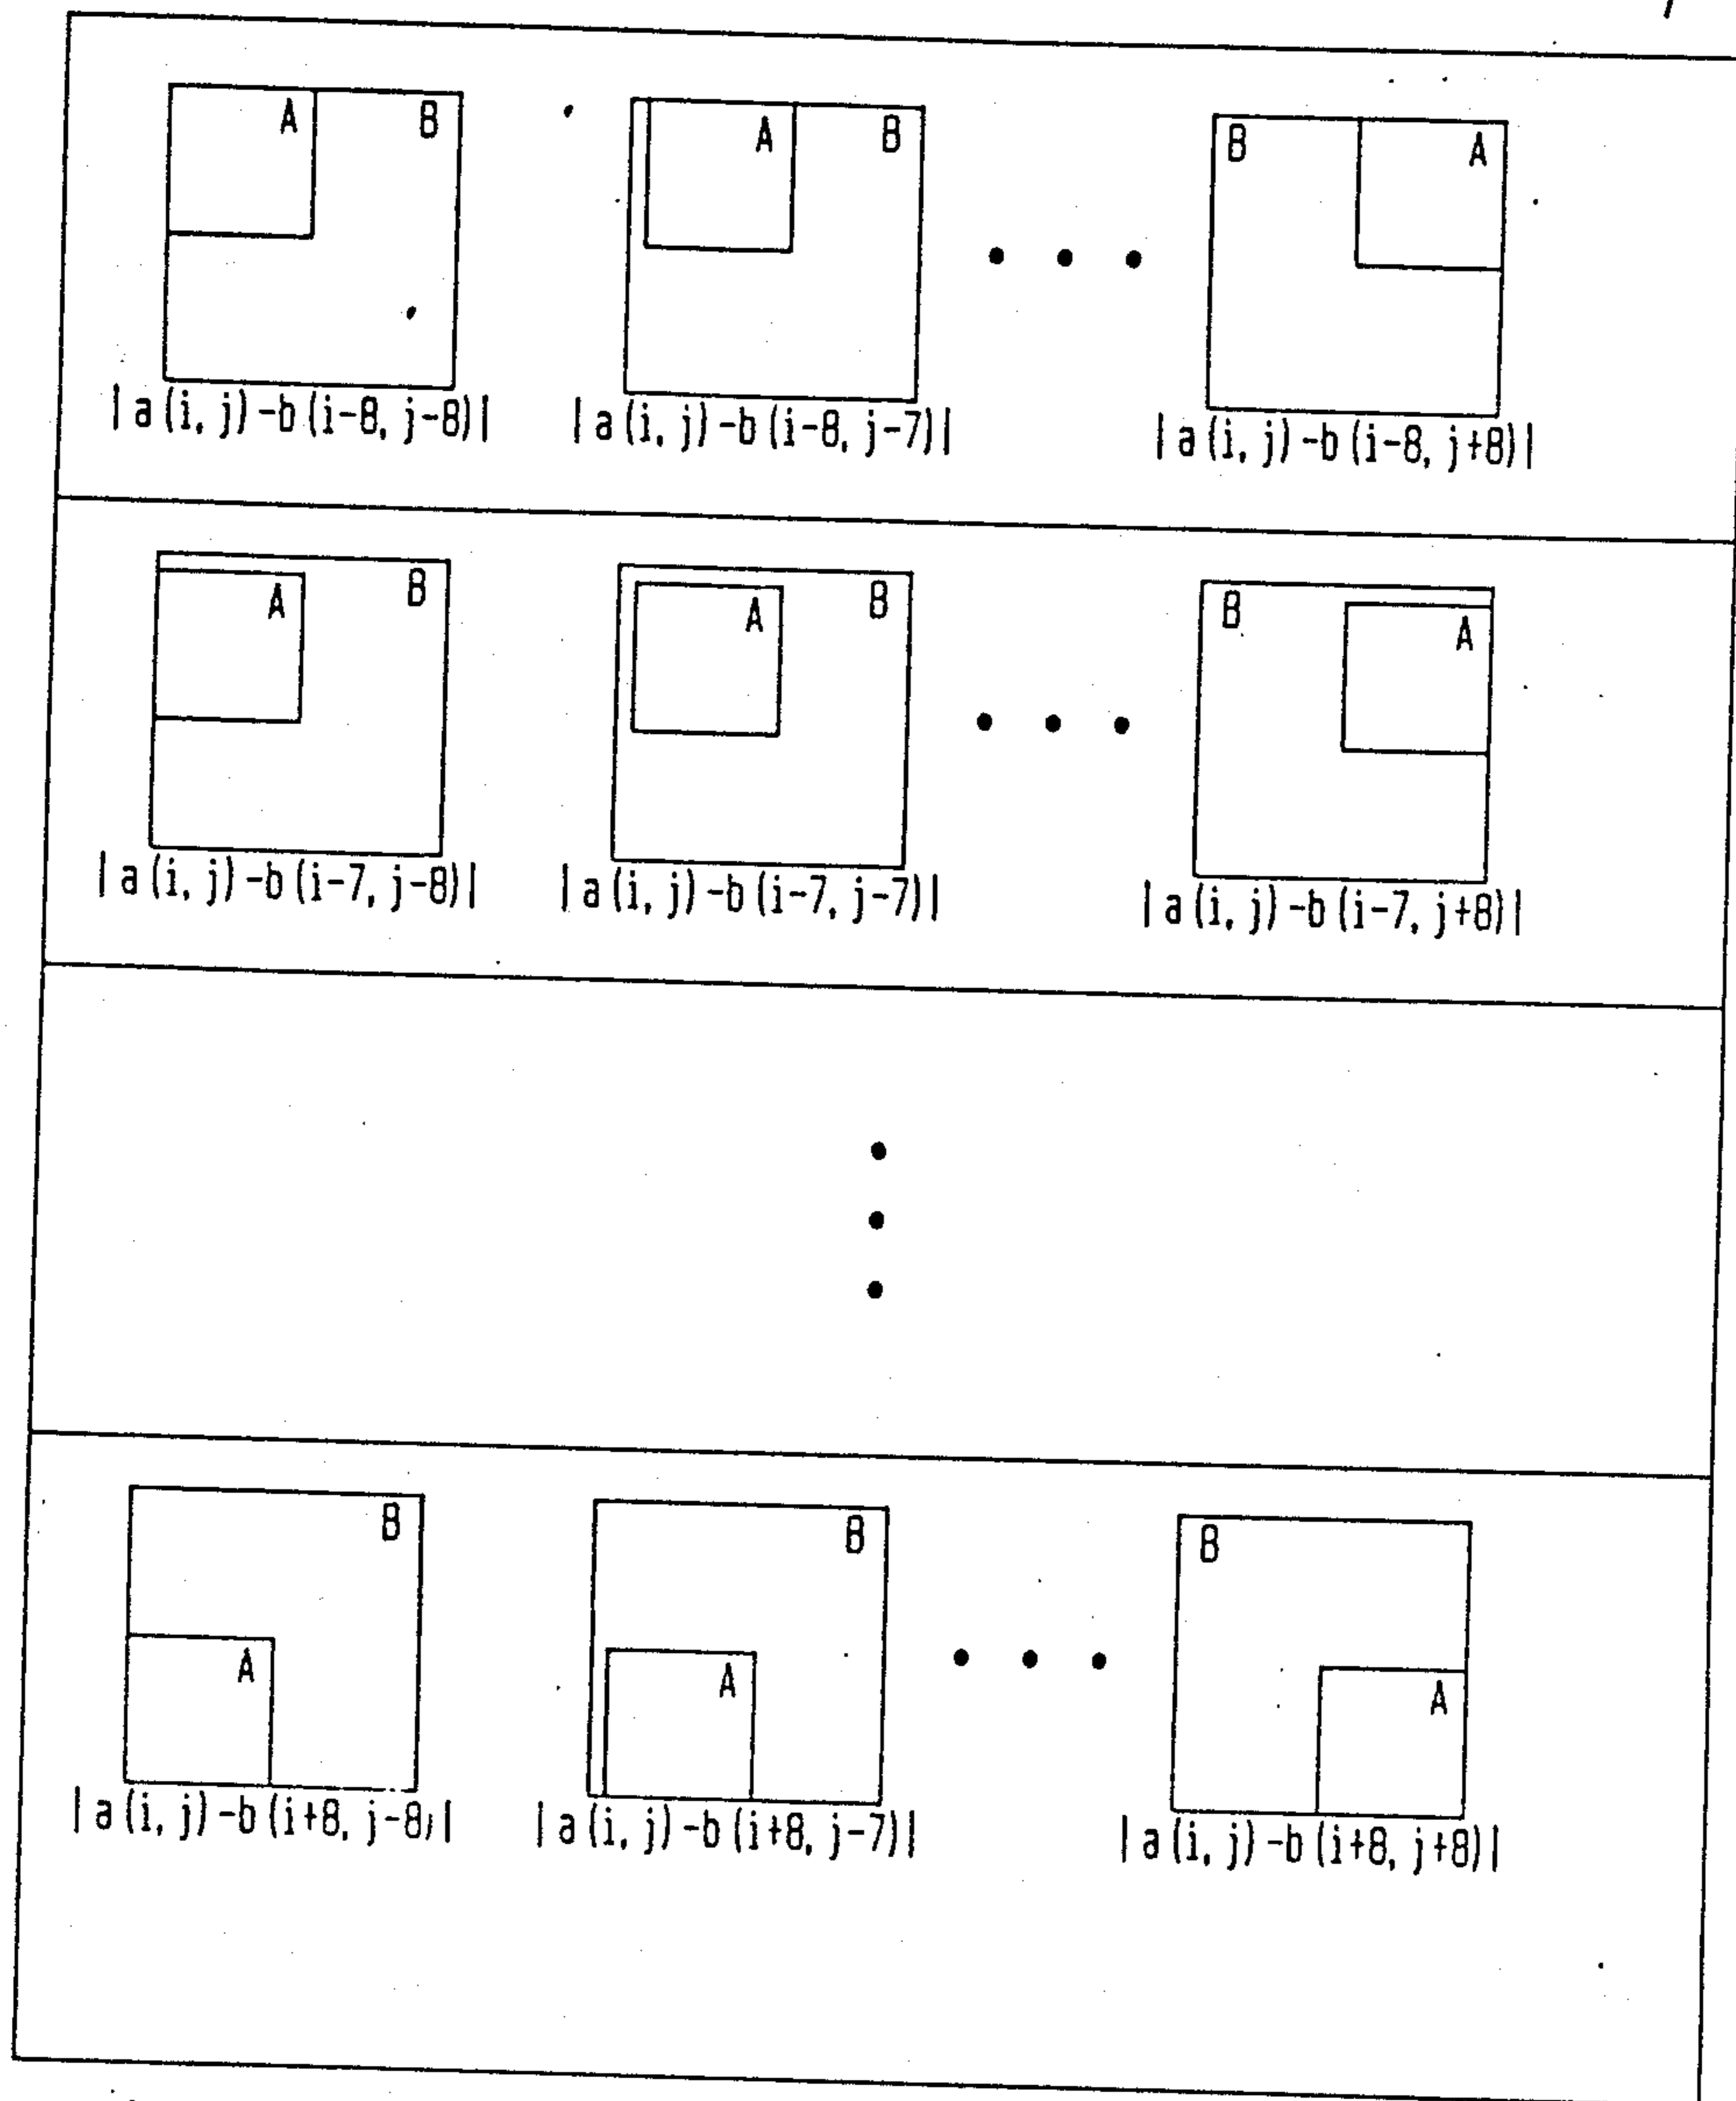 A B A B B A
|a(i, j)-b(i-8, j-8)| |a(i, j)-b(i-8, j-7)| |a(i, j)-b(i-8, j+8)|
A B A B B A
|a(i, j)-b(i-7, j-8)| |a(i, j)-b(i-7, j-7)| |a(i, j)-b(i-7, j+8)|
B B B
A A A
|a(i, j)-b(i+8, j-8)| |a(i, j)-b(i+8, j-7)| |a(i, j)-b(i+8, j+8)|